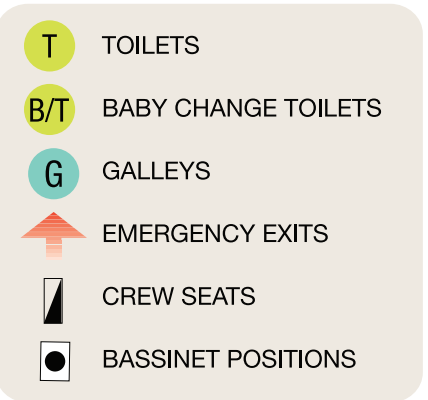 T TOILETS
B/T BABY CHANGE TOILETS
G GALLEYS
EMERGENCY EXITS
CREW SEATS
BASSINET POSITIONS